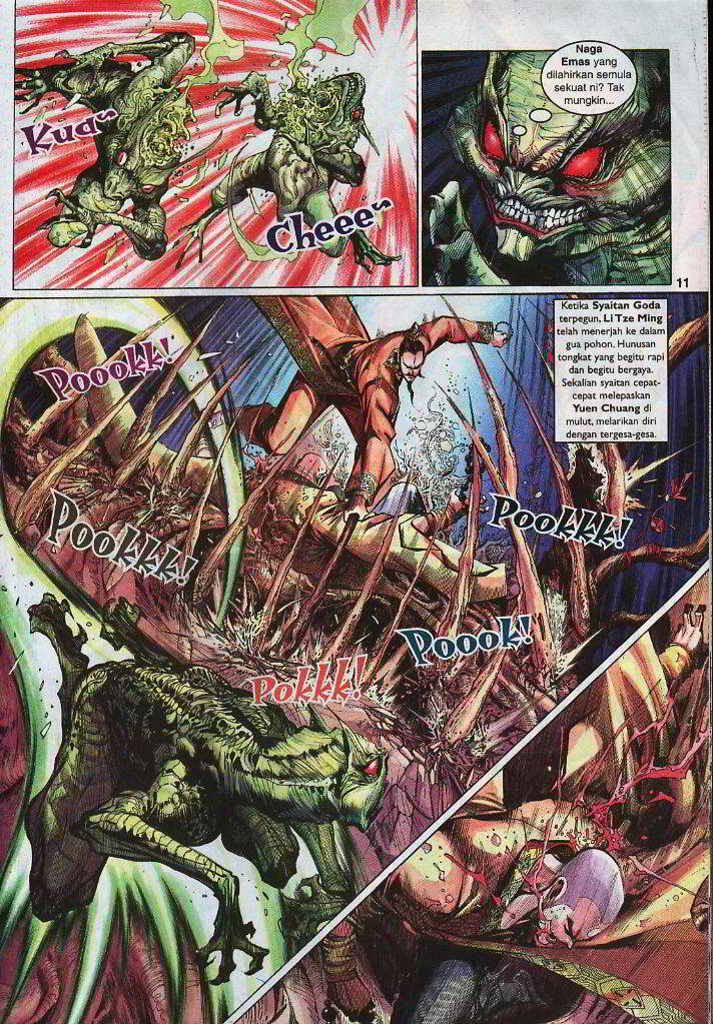 Kua~
Cheee~
Naga
Emas yang
dilahirkan semula
sekuat ni? Tak
mungkin...
11
Ketika Syaitan Goda
terpegun, Li Tze Ming
telah menerjah ke dalam
gua pohon. Hunusan
tongkat yang begitu rapi
dan begitu bergaya.
Sekalian syaitan cepat-
cepat melepaskan
Yuen Chuang di
mulut, melarikan diri
dengan tergesa-gesa.
Poookk!
Pookkk!
Pookkk!
Poook!
Pokkk!